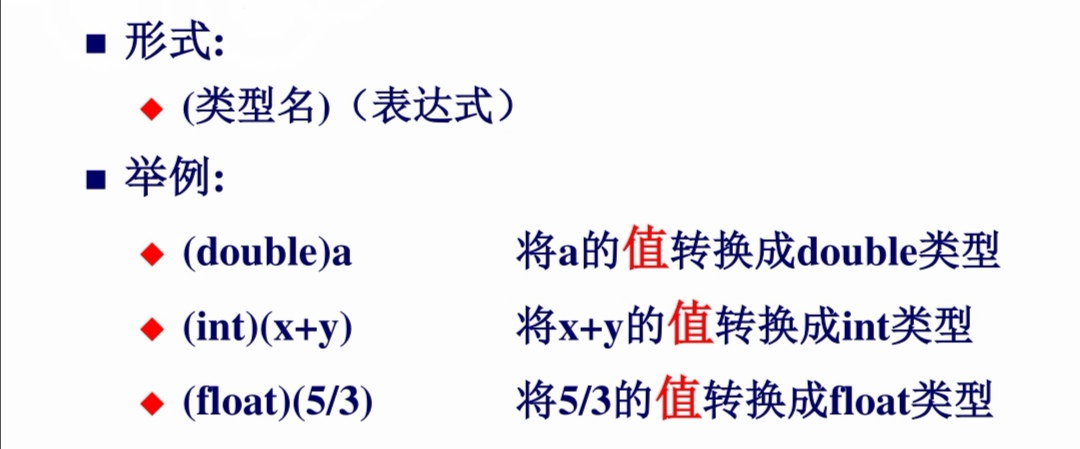 形式:
(类型名)（表达式）
举例:
(double)a 将a的值转换成double类型
(int)(x+y) 将x+y的值转换成int类型
(float)(5/3) 将5/3的值转换成float类型